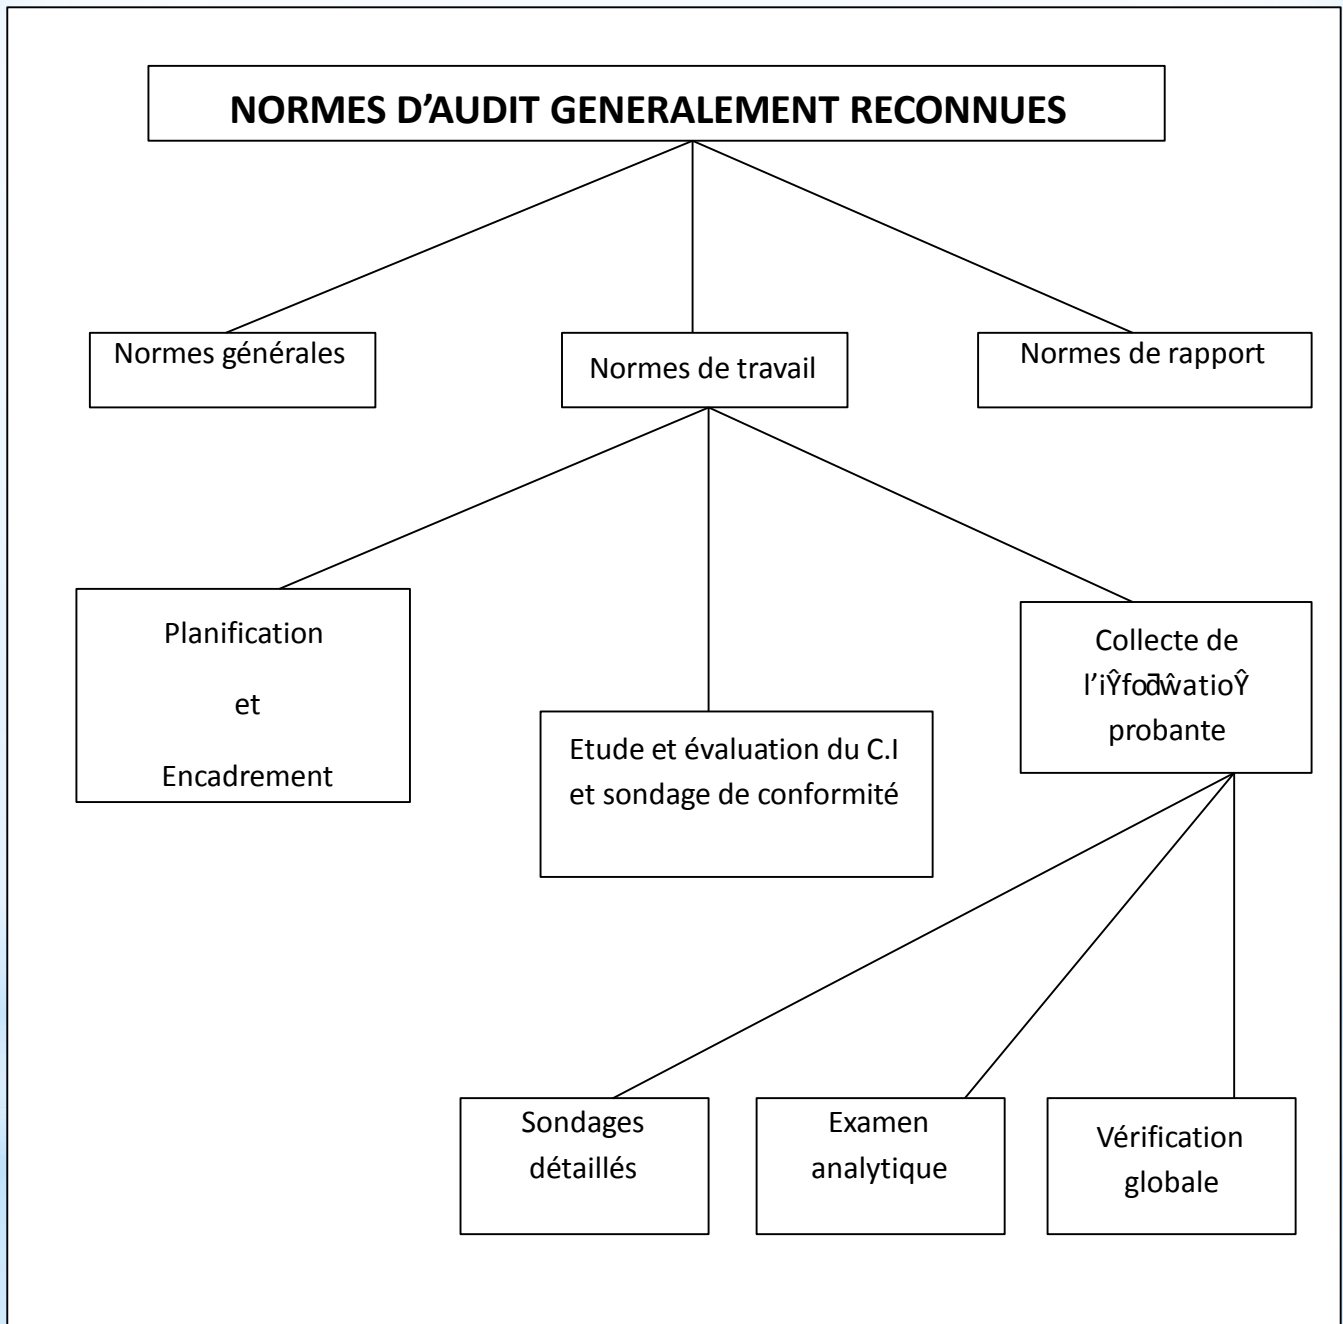 NORMES D'AUDIT GENERALEMENT RECONNUES
Normes générales
Normes de travail
Normes de rapport
Planification
et
Encadrement
Etude et évaluation du C.I
et sondage de conformité
Collecte de
probante
Sondages
détaillés
Examen
analytique
Vérification
globale